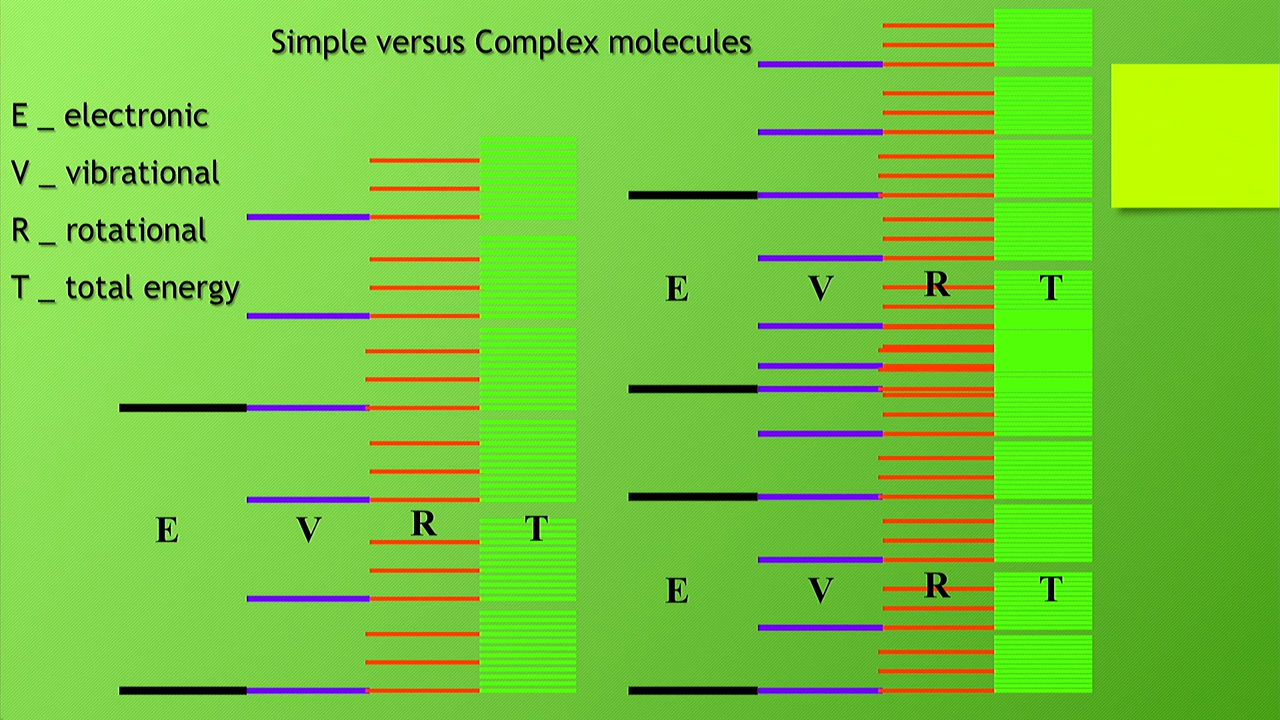 Simple versus Complex molecules
E _ electronic
V _ vibrational
R _ rotational
T _ total energy
E V R T
E V R T
E V R T